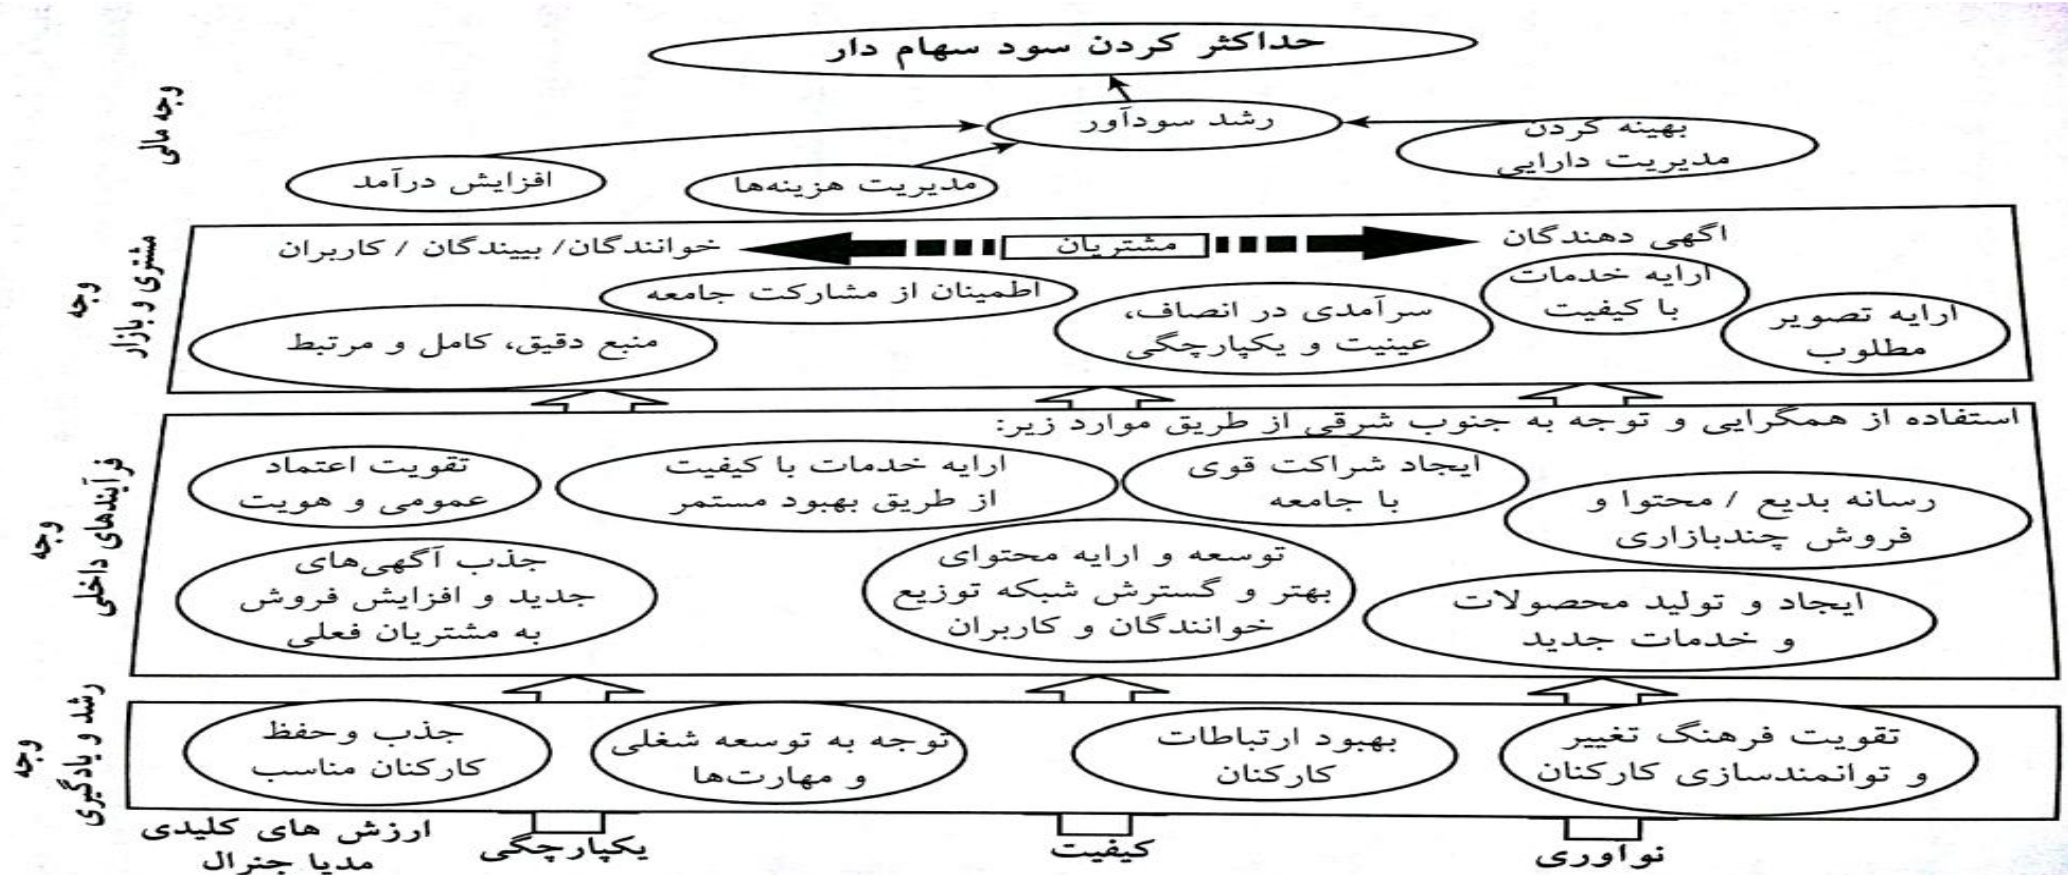 حداکثر کردن سود سهام دار
وجه مالی
رشد سودآور
بهینه کردن
مدیریت دارایی
مدیریت هزینه‌ها
افزایش درآمد
وجه
مشتری و بازار
آگهی دهندگان
مشتریان
خوانندگان/ بییندگان / کاربران
ارایه تصویر
مطلوب
ارایه خدمات
با کیفیت
سرآمدی در انصاف،
عینیت و یکپارچگی
اطمینان از مشارکت جامعه
منبع دقیق، کامل و مرتبط
وجه
فرآیندهای داخلی
استفاده از همگرایی و توجه به جنوب شرقی از طریق موارد زیر:
رسانه بدیع / محتوا و
فروش چندبازاری
ایجاد شراکت قوی
با جامعه
ارایه خدمات با کیفیت
از طریق بهبود مستمر
تقویت اعتماد
عمومی و هویت
ایجاد و تولید محصولات
و خدمات جدید
توسعه و ارایه محتوای
بهتر و گسترش شبکه توزیع
خوانندگان و کاربران
جذب آگهی‌های
جدید و افزایش فروش
به مشتریان فعلی
وجه
رشد و یادگیری
تقویت فرهنگ تغییر
و توانمندسازی کارکنان
بهبود ارتباطات
کارکنان
توجه به توسعه شغلی
و مهارت‌ها
جذب وحفظ
کارکنان مناسب
ارزش های کلیدی
مدیا جنرال
نوآوری
کیفیت
یکپارچگی